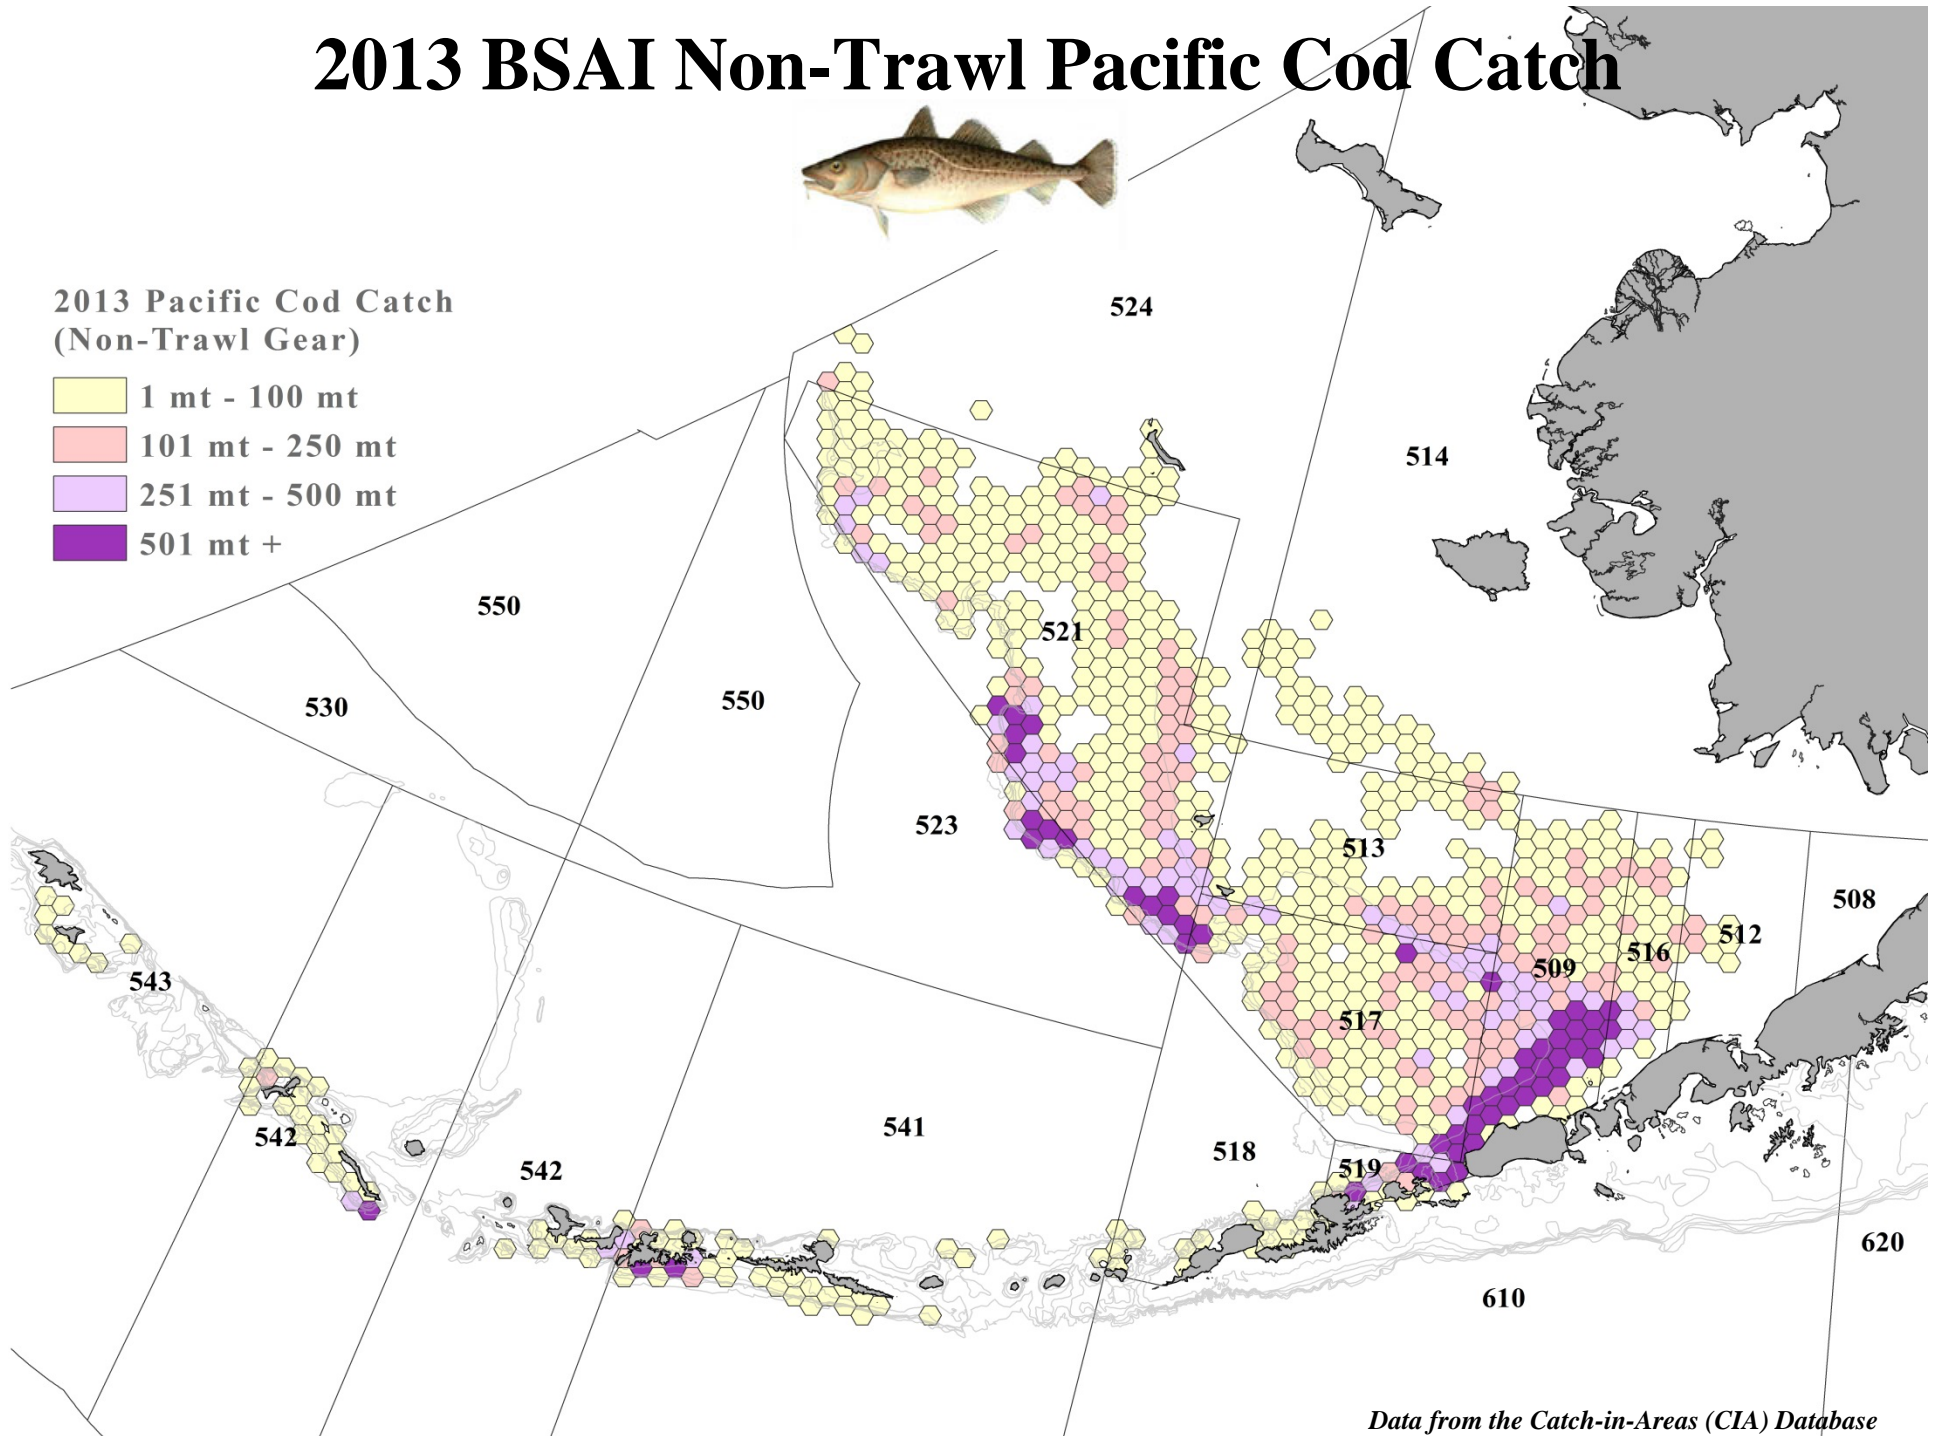 2013 BSAI Non-Trawl Pacific Cod Catch
2013 Pacific Cod Catch
(Non-Trawl Gear)
1 mt - 100 mt
101 mt - 250 mt
251 mt - 500 mt
501 mt +
524
514
550
521
530
550
523
513
508
512
516
509
543
517
541
542
518
542
519
620
610
Data from the Catch-in-Areas (CIA) Database